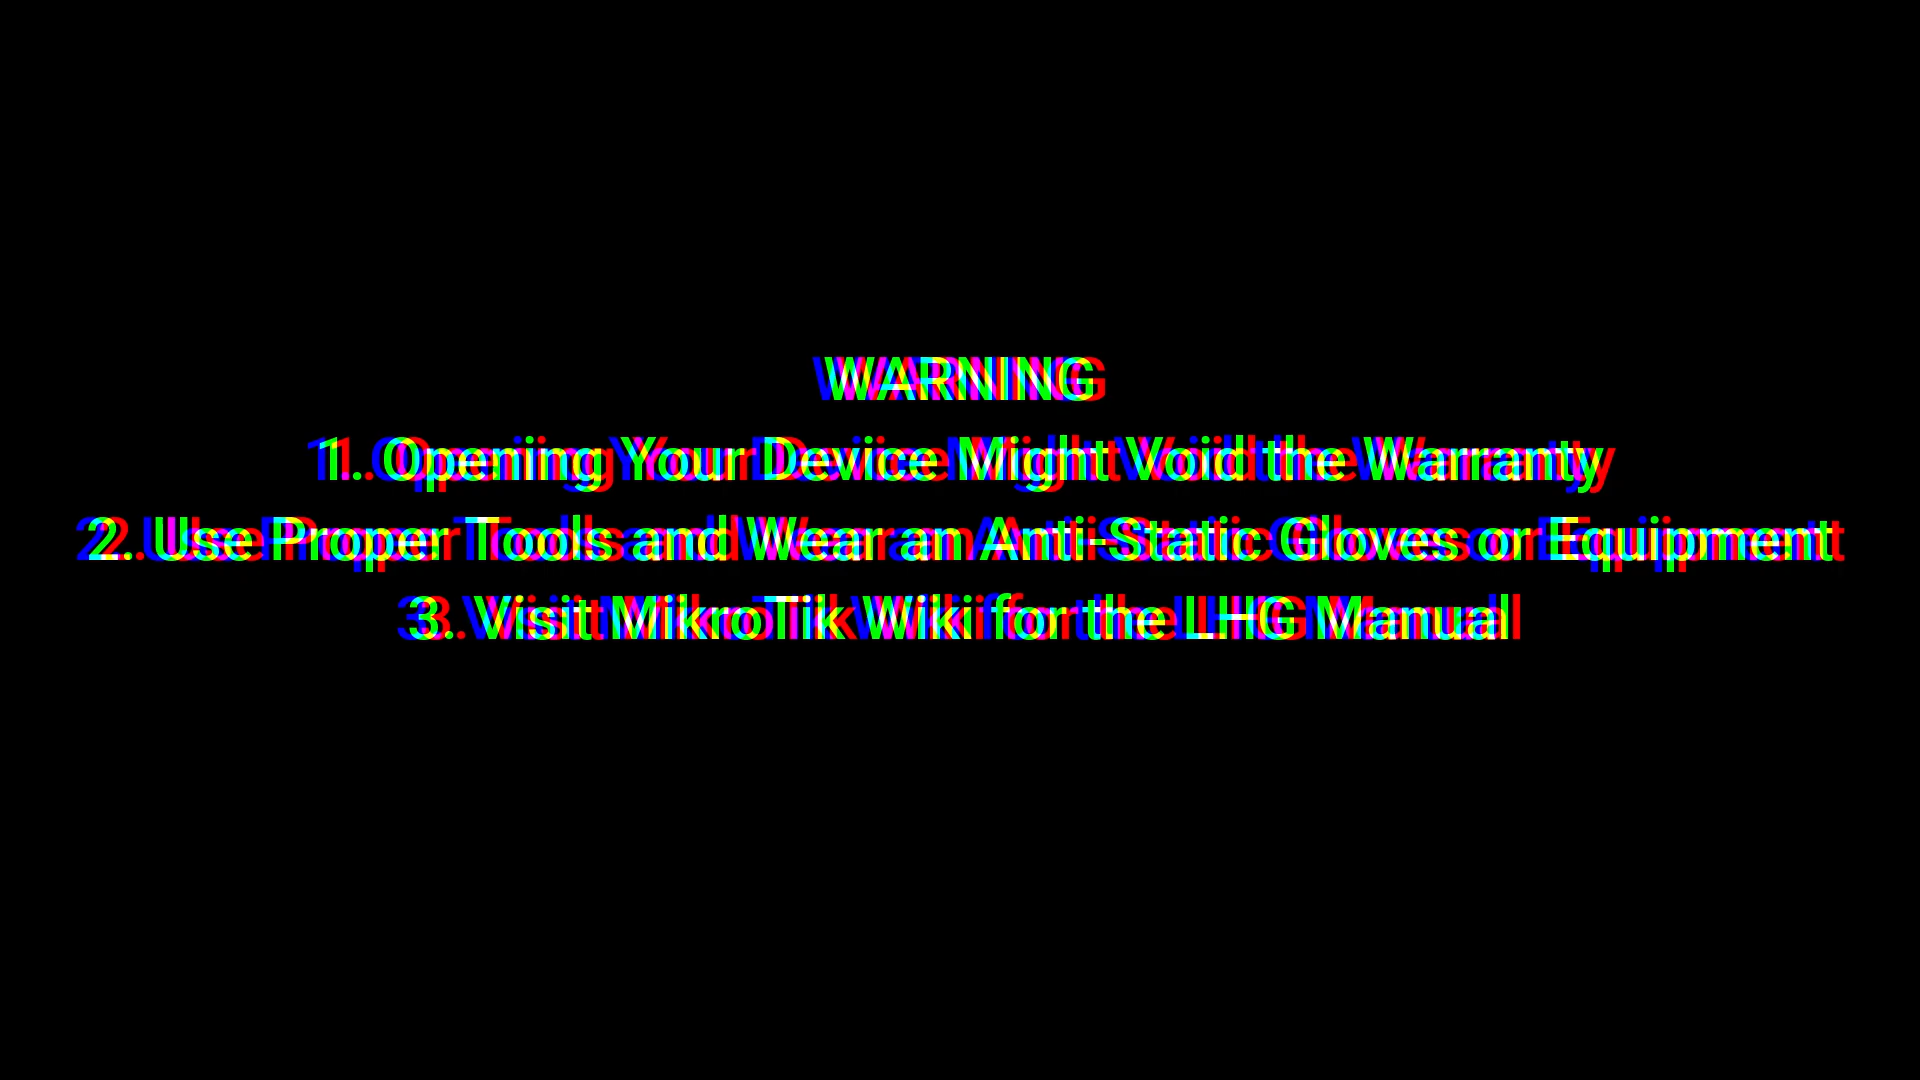 WARNING
1. Opening Your Device Might Void the Warranty
2. Use Proper Tools and Wear an Anti-Static Gloves or Equipment
3. Visit MikroTik Wiki for the LHG Manual